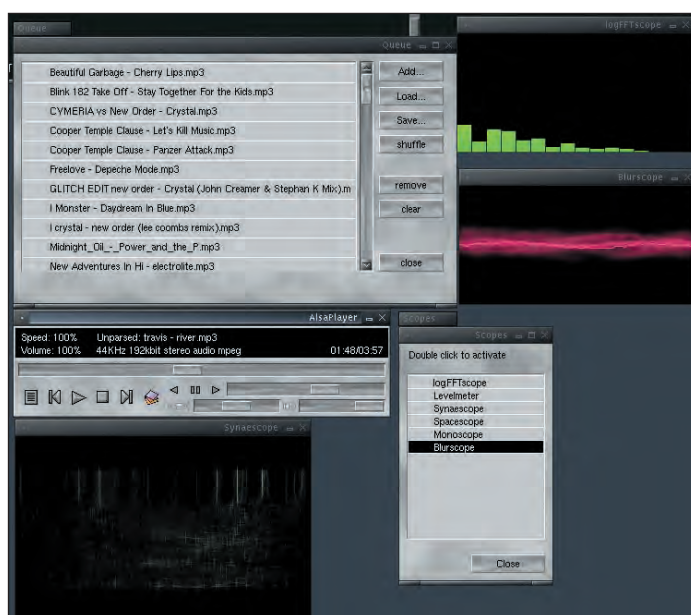 Queue
Queue
Beautiful Garbage - Cherry Lips.mp3
Blink 182 Take Off - Stay Together For the Kids.mp3
CYMERIA vs New Order - Crystal.mp3
Cooper Temple Clause - Let's Kill Music.mp3
Cooper Temple Clause - Panzer Attack.mp3
Freelove - Depeche Mode.mp3
GLITCH EDIT new order - Crystal (John Creamer & Stephan K Mix).m
I Monster - Daydream In Blue.mp3
I crystal - new order (lee coombs remix).mp3
Midnight_Oil_-_Power_and_the_P.mp3
New Adventures In Hi - electrolite.mp3
Add...
Load...
Save...
shuffle
remove
clear
close
logFFTscope
Blurscope
AlsaPlayer
Speed: 100% Unparsed: travis - river.mp3
Volume: 100% 44KHz 192kbit stereo audio mpeg 01:48/03:57
Synaescope
Scopes
Scopes
Double click to activate
logFFTscope
Levelmeter
Synaescope
Spacescope
Monoscope
Blurscope
Close